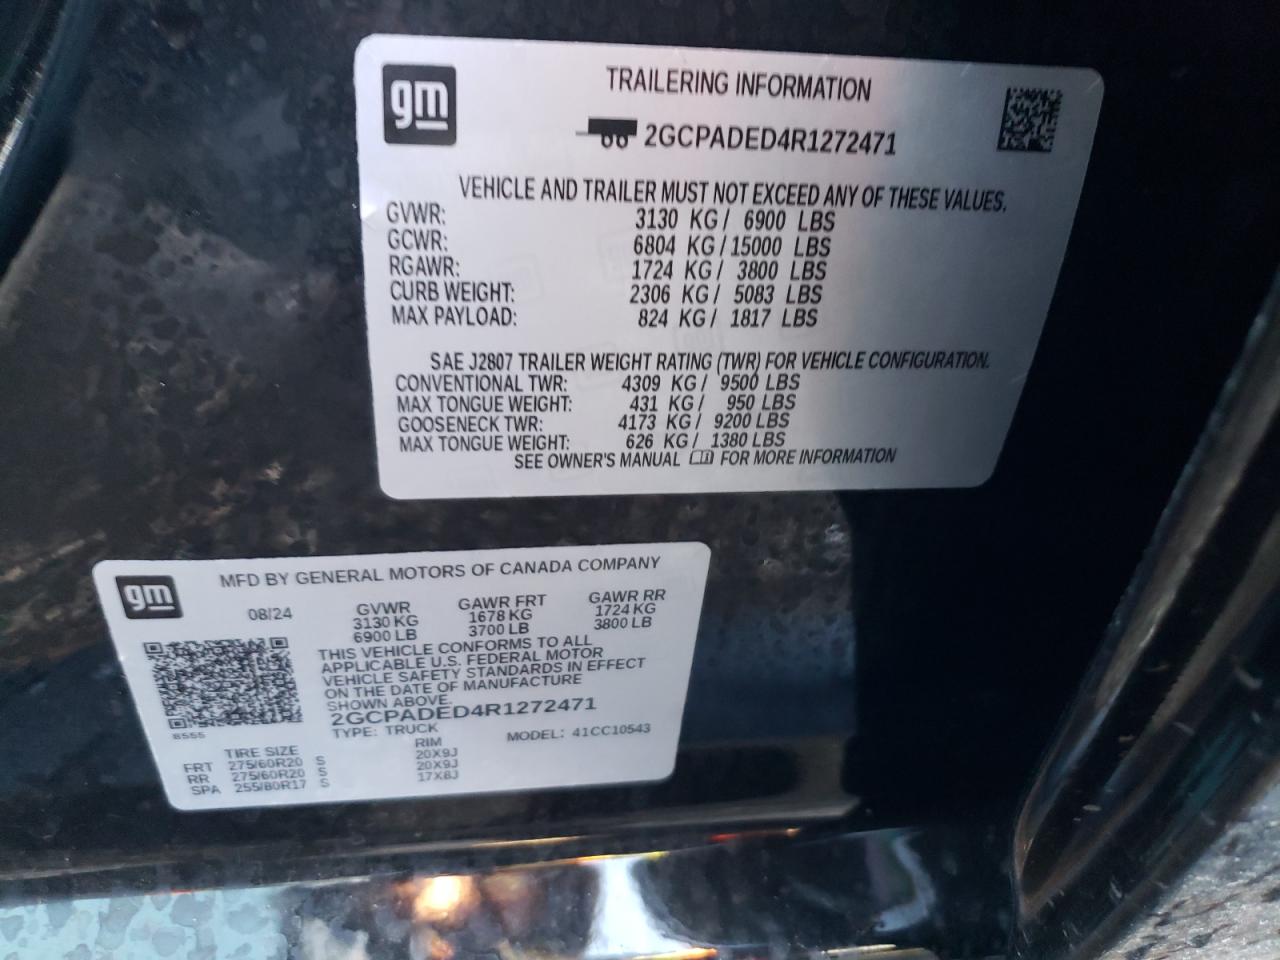 gm
TRAILERING INFORMATION
2GCPADED4R1272471
VEHICLE AND TRAILER MUST NOT EXCEED ANY OF THESE VALUES.
GVWR: 3130 KG / 6900 LBS
GCWR: 6804 KG / 15000 LBS
RGAWR: 1724 KG / 3800 LBS
CURB WEIGHT: 2306 KG / 5083 LBS
MAX PAYLOAD: 824 KG / 1817 LBS
SAE J2807 TRAILER WEIGHT RATING (TWR) FOR VEHICLE CONFIGURATION.
CONVENTIONAL TWR: 4309 KG / 9500 LBS
MAX TONGUE WEIGHT: 431 KG / 950 LBS
GOOSENECK TWR: 4173 KG / 9200 LBS
MAX TONGUE WEIGHT: 626 KG / 1380 LBS
SEE OWNER'S MANUAL FOR MORE INFORMATION
gm
MFD BY GENERAL MOTORS OF CANADA COMPANY
08/24 GVWR GAWR FRT GAWR RR
3130 KG 1678 KG 1724 KG
6900 LB 3700 LB 3800 LB
THIS VEHICLE CONFORMS TO ALL
APPLICABLE U.S. FEDERAL MOTOR
VEHICLE SAFETY STANDARDS IN EFFECT
ON THE DATE OF MANUFACTURE
SHOWN ABOVE.
2GCPADED4R1272471
TYPE: TRUCK MODEL: 41CC10543
B555
TIRE SIZE RIM
FRT 275/60R20 S 20X9J
RR 275/60R20 S 20X9J
SPA 255/80R17 S 17X8J